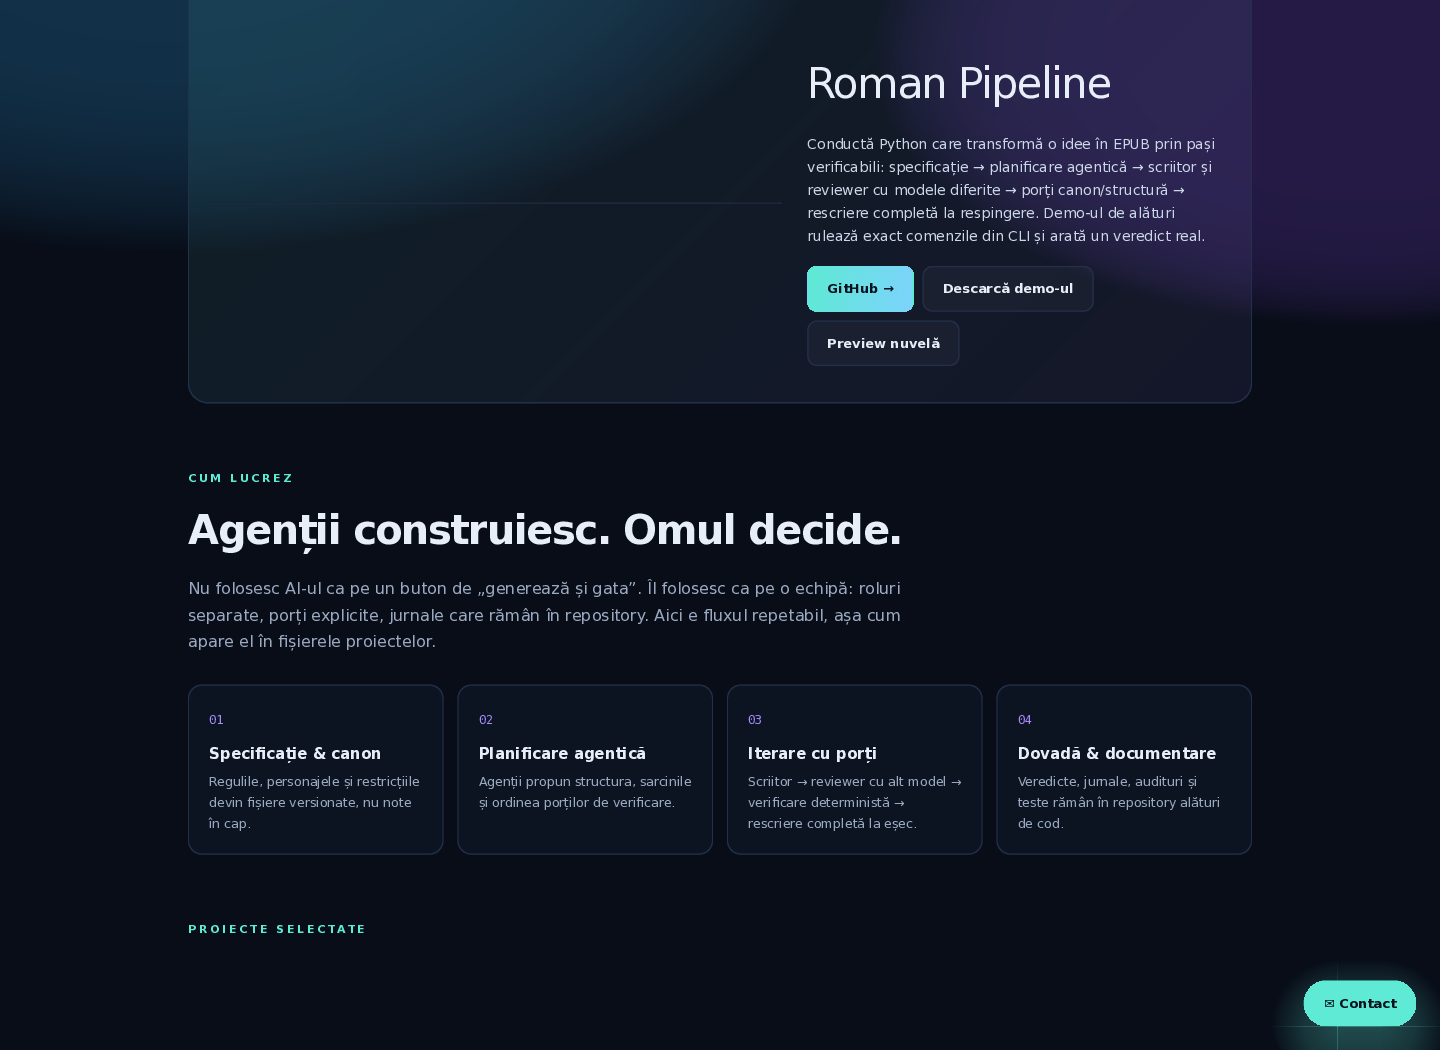 Roman Pipeline
Conductă Python care transformă o idee în EPUB prin pași
verificabili: specificație → planificare agentică → scriitor și
reviewer cu modele diferite → porți canon/structură →
rescriere completă la respingere. Demo-ul de alături
rulează exact comenzile din CLI și arată un veredict real.
GitHub →
Descarcă demo-ul
Preview nuvelă
CUM LUCREZ
Agenții construiesc. Omul decide.
Nu folosesc AI-ul ca pe un buton de „generează și gata”. Îl folosesc ca pe o echipă: roluri
separate, porți explicite, jurnale care rămân în repository. Aici e fluxul repetabil, așa cum
apare el în fișierele proiectelor.
01
Specificație & canon
Regulile, personajele și restricțiile
devin fișiere versionate, nu note
în cap.
02
Planificare agentică
Agenții propun structura, sarcinile
și ordinea porților de verificare.
03
Iterare cu porți
Scriitor → reviewer cu alt model →
verificare deterministă →
rescriere completă la eșec.
04
Dovadă & documentare
Veredicte, jurnale, audituri și
teste rămân în repository alături
de cod.
PROIECTE SELECTATE
✉ Contact